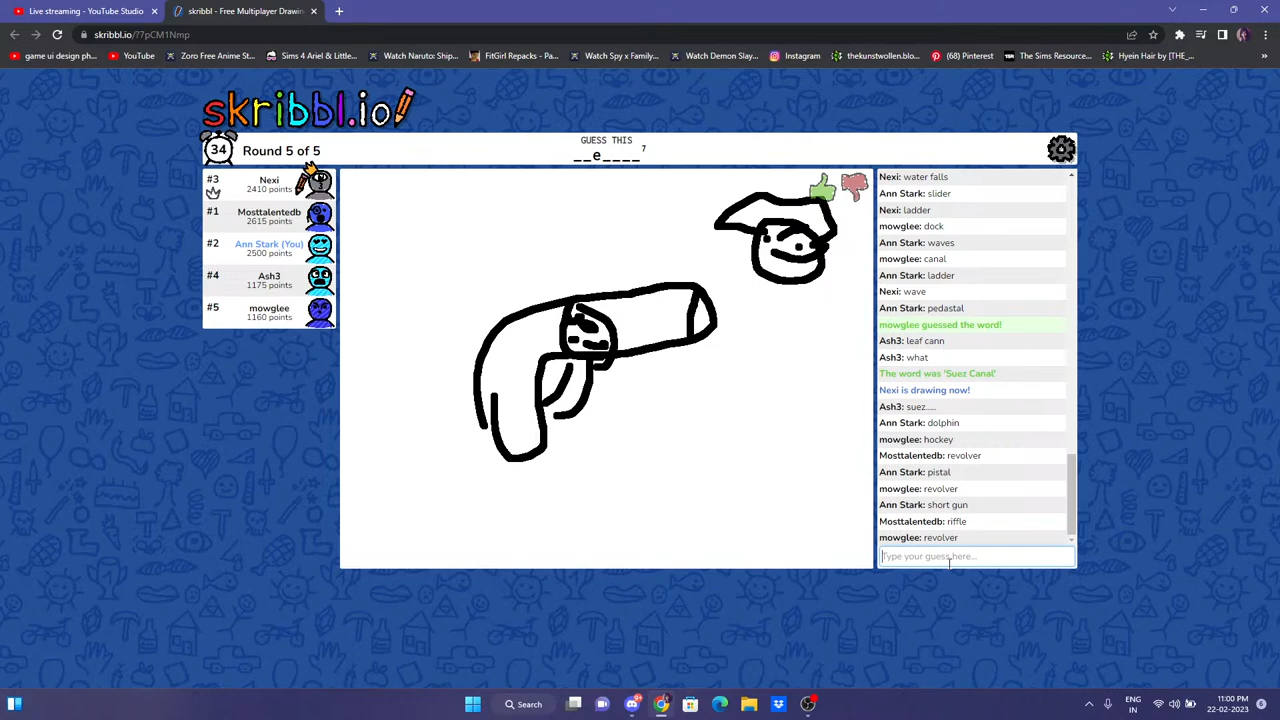 Live streaming - YouTube Studio
skribbl - Free Multiplayer Drawin
skribbl.io/?7pCM1Nmp
game ui design ph...
YouTube
Zoro Free Anime St...
Sims 4 Ariel & Little...
Watch Naruto: Ship...
FitGirl Repacks - Pa...
Watch Spy x Family...
Watch Demon Slay...
Instagram
thekunstwollen.blo...
(68) Pinterest
The Sims Resource...
Hyein Hair by [THE_...
skribbl.io
34
Round 5 of 5
GUESS THIS
__e____ 7
#3
Nexi
2410 points
#1
Mosttalentedb
2615 points
#2
Ann Stark (You)
2500 points
#4
Ash3
1175 points
#5
mowglee
1160 points
Nexi: water falls
Ann Stark: slider
Nexi: ladder
mowglee: dock
Ann Stark: waves
mowglee: canal
Ann Stark: ladder
Nexi: wave
Ann Stark: pedastal
mowglee guessed the word!
Ash3: leaf cann
Ash3: what
The word was 'Suez Canal'
Nexi is drawing now!
Ash3: suez.....
Ann Stark: dolphin
mowglee: hockey
Mosttalentedb: revolver
Ann Stark: pistal
mowglee: revolver
Ann Stark: short gun
Mosttalentedb: riffle
mowglee: revolver
Type your guess here...
Search
ENG
IN
11:00 PM
22-02-2023